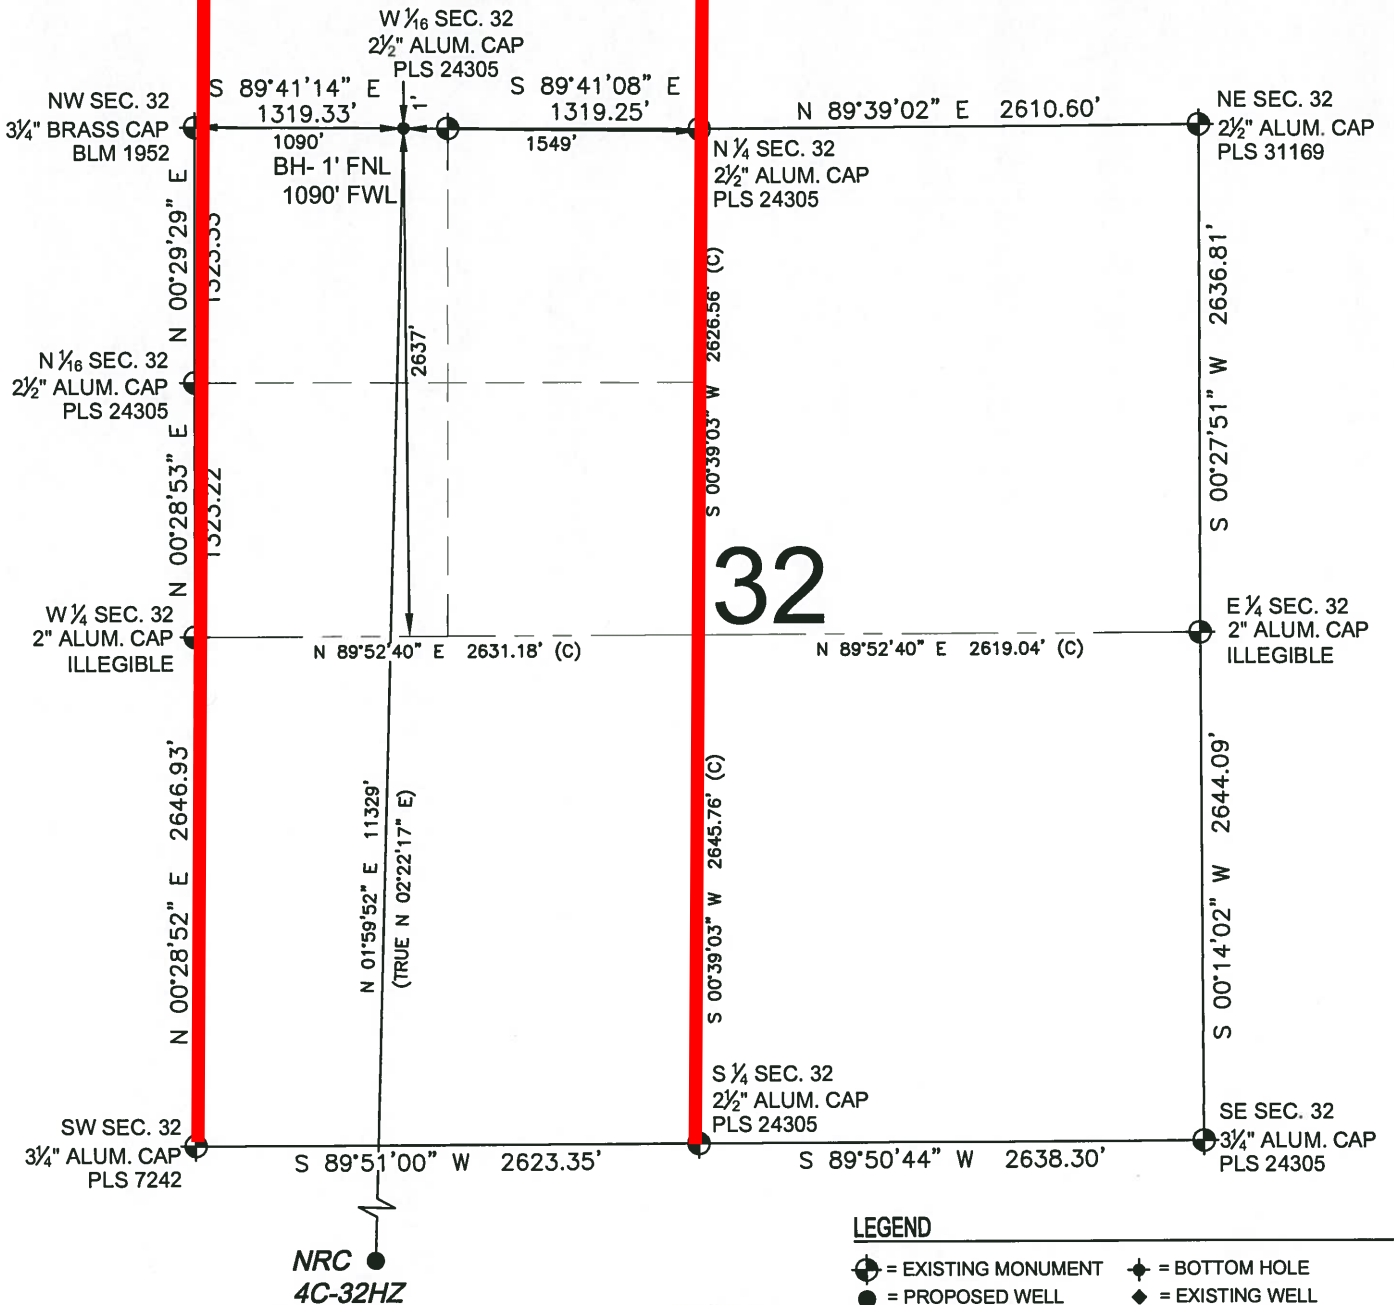 W 1/16 SEC. 32
2½" ALUM. CAP
PLS 24305
S 89°41'14" E
1319.33'
1'
S 89°41'08" E
1319.25'
N 89°39'02" E 2610.60'
NW SEC. 32
3¼" BRASS CAP
BLM 1952
1090'
BH- 1' FNL
1090' FWL
1549'
N ¼ SEC. 32
2½" ALUM. CAP
PLS 24305
NE SEC. 32
2½" ALUM. CAP
PLS 31169
N 00°29'29" E
2637'
S 00°39'03" W 2626.56' (C)
S 00°27'51" W 2636.81'
N 1/16 SEC. 32
2½" ALUM. CAP
PLS 24305
N 00°28'53" E
1323.22
32
W ¼ SEC. 32
2" ALUM. CAP
ILLEGIBLE
N 89°52'40" E 2631.18' (C)
N 89°52'40" E 2619.04' (C)
E ¼ SEC. 32
2" ALUM. CAP
ILLEGIBLE
N 00°28'52" E 2646.93'
N 01°59'52" E 11329'
(TRUE N 02°22'17" E)
S 00°39'03" W 2645.76' (C)
S 00°14'02" W 2644.09'
SW SEC. 32
3¼" ALUM. CAP
PLS 7242
S 89°51'00" W 2623.35'
S ¼ SEC. 32
2½" ALUM. CAP
PLS 24305
S 89°50'44" W 2638.30'
SE SEC. 32
3¼" ALUM. CAP
PLS 24305
NRC
4C-32HZ
LEGEND
= EXISTING MONUMENT
= BOTTOM HOLE
= PROPOSED WELL
= EXISTING WELL